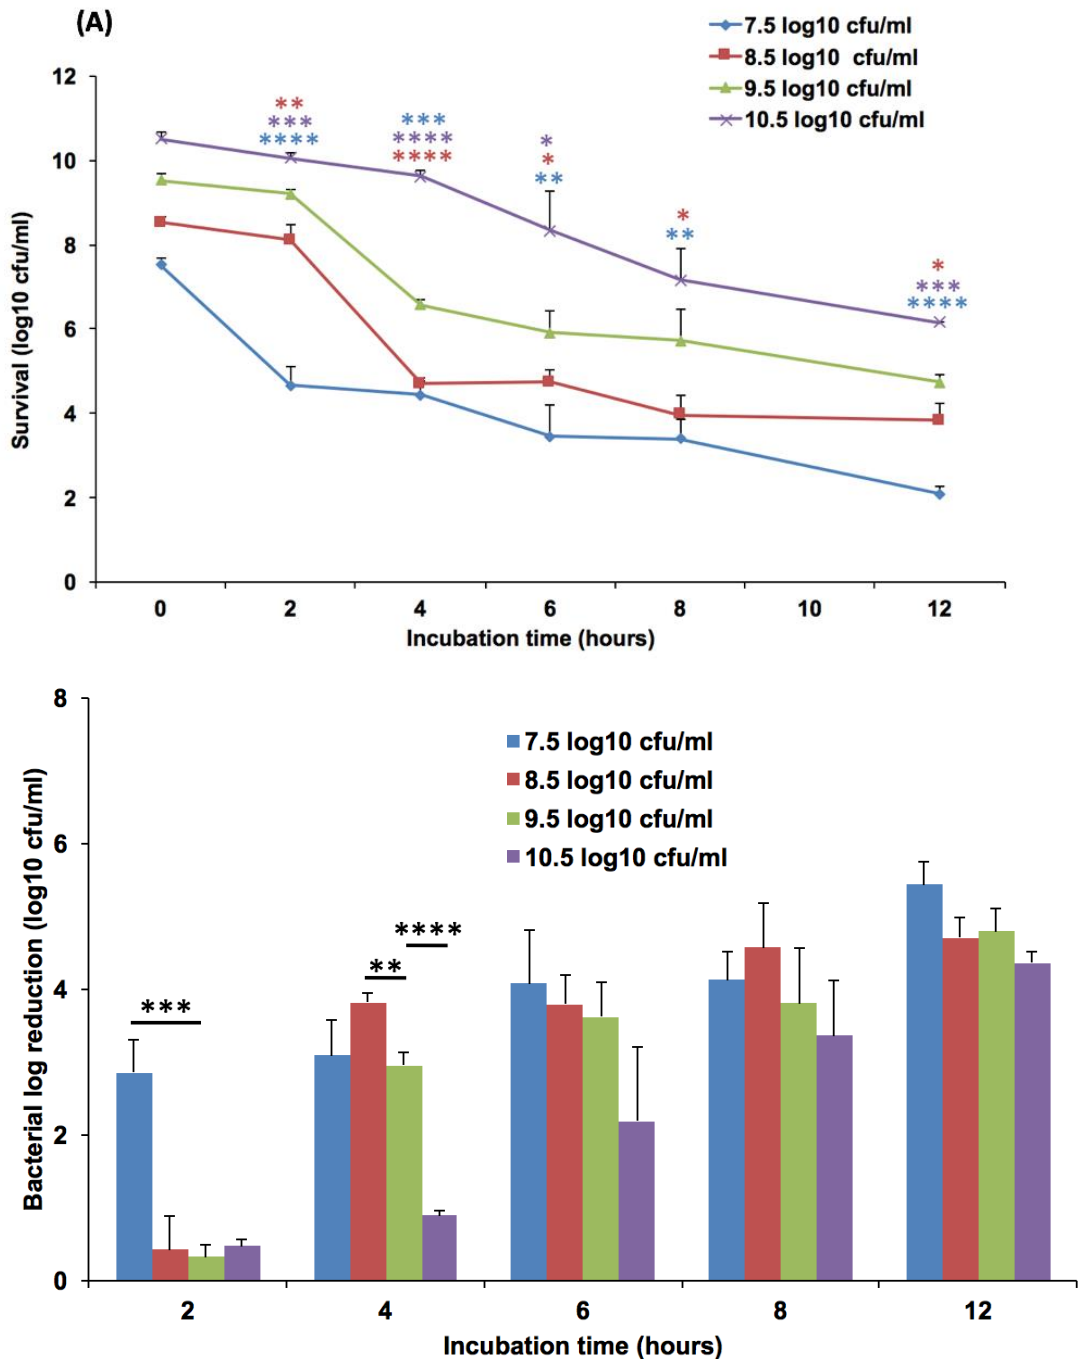 (A)
7.5 log10 cfu/ml
8.5 log10 cfu/ml
9.5 log10 cfu/ml
10.5 log10 cfu/ml
Survival (log10 cfu/ml)
12
10
8
6
4
2
0
**
***
****
***
****
****
*
*
**
*
**
*
***
****
0 2 4 6 8 10 12
Incubation time (hours)
Bacterial log reduction (log10 cfu/ml)
8
6
4
2
0
7.5 log10 cfu/ml
8.5 log10 cfu/ml
9.5 log10 cfu/ml
10.5 log10 cfu/ml
***
**
****
2 4 6 8 12
Incubation time (hours)